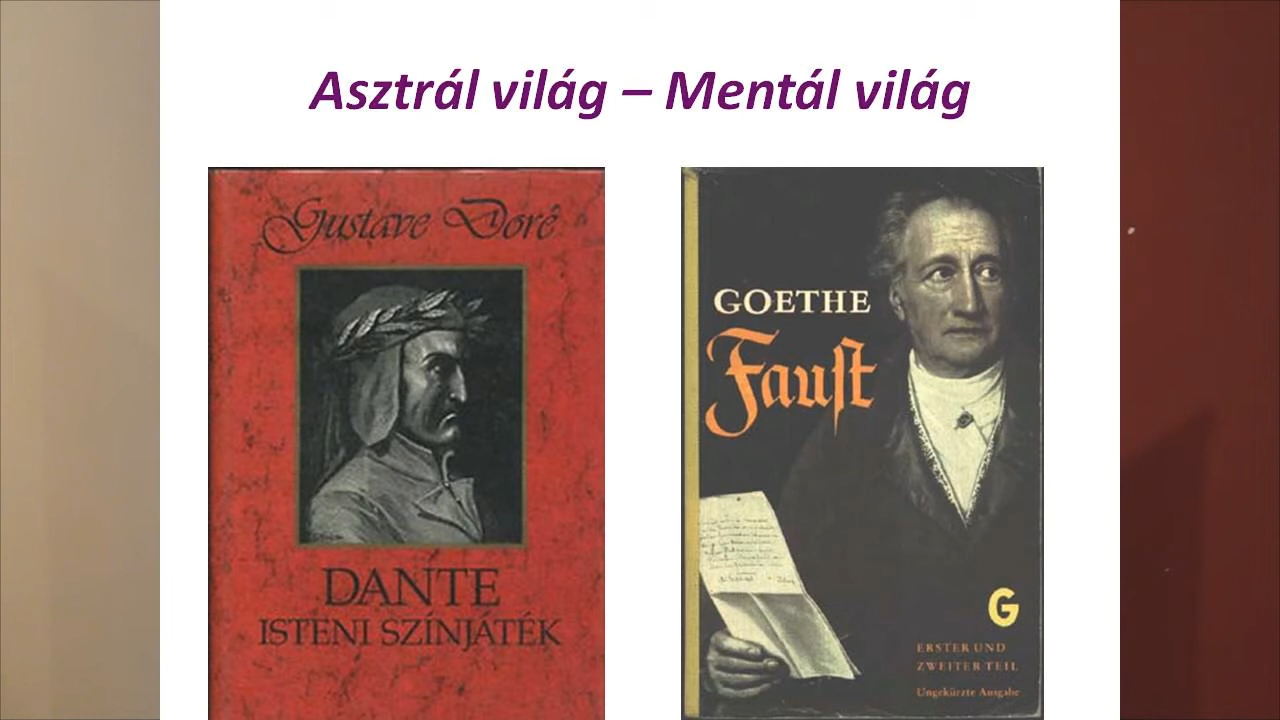 Asztrál világ – Mentál világ
Gustave Doré
DANTE
ISTENI SZÍNJÁTÉK
GOETHE
Faust
G
ERSTER UND
ZWEITER TEIL
Ungekürzte Ausgabe